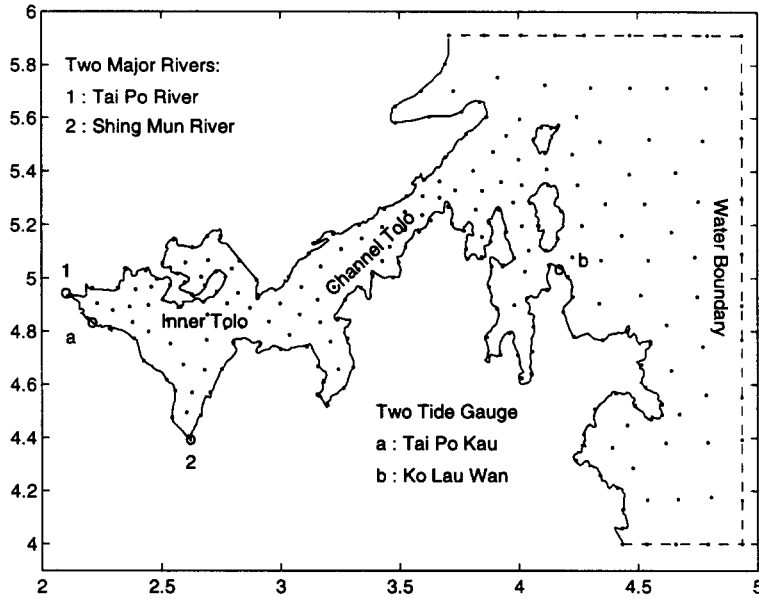 6
5.8
5.6
5.4
5.2
5
4.8
4.6
4.4
4.2
4
2
2.5
3
3.5
4
4.5
5
Two Major Rivers:
1 : Tai Po River
2 : Shing Mun River
Channel Tolo
Water Boundary
1
a
Inner Tolo
b
2
Two Tide Gauge
a : Tai Po Kau
b : Ko Lau Wan